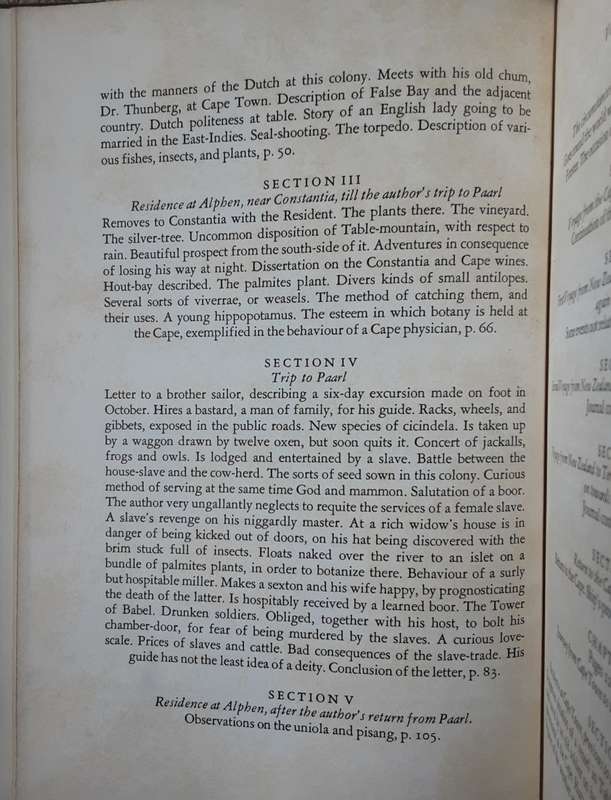 with the manners of the Dutch at this colony. Meets with his old chum,
Dr. Thunberg, at Cape Town. Description of False Bay and the adjacent
country. Dutch politeness at table. Story of an English lady going to be
married in the East-Indies. Seal-shooting. The torpedo. Description of vari-
ous fishes, insects, and plants, p. 50.
SECTION III
Residence at Alphen, near Constantia, till the author's trip to Paarl
Removes to Constantia with the Resident. The plants there. The vineyard.
The silver-tree. Uncommon disposition of Table-mountain, with respect to
rain. Beautiful prospect from the south-side of it. Adventures in consequence
of losing his way at night. Dissertation on the Constantia and Cape wines.
Hout-bay described. The palmites plant. Divers kinds of small antilopes.
Several sorts of viverrae, or weasels. The method of catching them, and
their uses. A young hippopotamus. The esteem in which botany is held at
the Cape, exemplified in the behaviour of a Cape physician, p. 66.
SECTION IV
Trip to Paarl
Letter to a brother sailor, describing a six-day excursion made on foot in
October. Hires a bastard, a man of family, for his guide. Racks, wheels, and
gibbets, exposed in the public roads. New species of cicindela. Is taken up
by a waggon drawn by twelve oxen, but soon quits it. Concert of jackalls,
frogs and owls. Is lodged and entertained by a slave. Battle between the
house-slave and the cow-herd. The sorts of seed sown in this colony. Curious
method of serving at the same time God and mammon. Salutation of a boor.
The author very ungallantly neglects to requite the services of a female slave.
A slave's revenge on his niggardly master. At a rich widow's house is in
danger of being kicked out of doors, on his hat being discovered with the
brim stuck full of insects. Floats naked over the river to an islet on a
bundle of palmites plants, in order to botanize there. Behaviour of a surly
but hospitable miller. Makes a sexton and his wife happy, by prognosticating
the death of the latter. Is hospitably received by a learned boor. The Tower
of Babel. Drunken soldiers. Obliged, together with his host, to bolt his
chamber-door, for fear of being murdered by the slaves. A curious love-
scale. Prices of slaves and cattle. Bad consequences of the slave-trade. His
guide has not the least idea of a deity. Conclusion of the letter, p. 83.
SECTION V
Residence at Alphen, after the author's return from Paarl.
Observations on the uniola and pisang, p. 105.